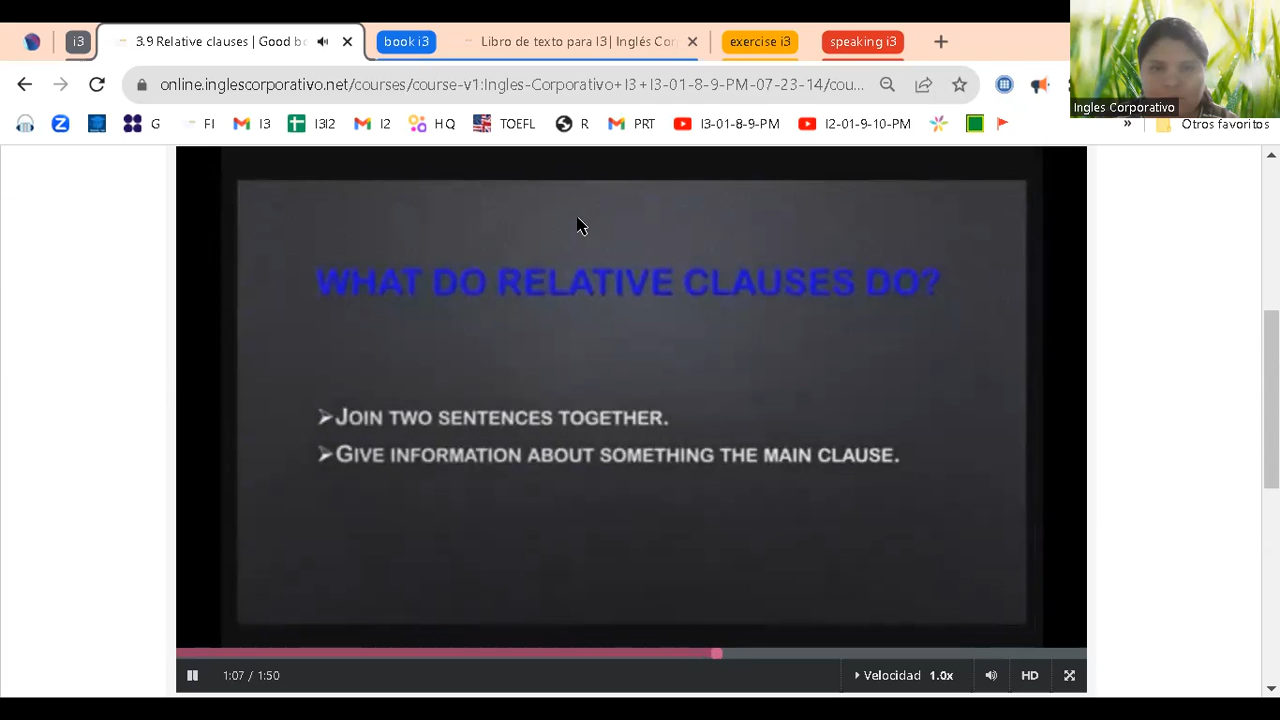 i3
3.9 Relative clauses | Good b
book i3
Libro de texto para I3 | Inglés Cor
exercise i3
speaking i3
online.inglescorporativo.net/courses/course-v1:Ingles-Corporativo+I3+I3-01-8-9-PM-07-23-14/cou...
Ingles Corporativo
G
FI
I3
I3I2
I2
HQ
TOEFL
R
PRT
I3-01-8-9-PM
I2-01-9-10-PM
»
Otros favoritos
WHAT DO RELATIVE CLAUSES DO?
➢JOIN TWO SENTENCES TOGETHER.
➢GIVE INFORMATION ABOUT SOMETHING THE MAIN CLAUSE.
1:07 / 1:50
Velocidad 1.0x
HD